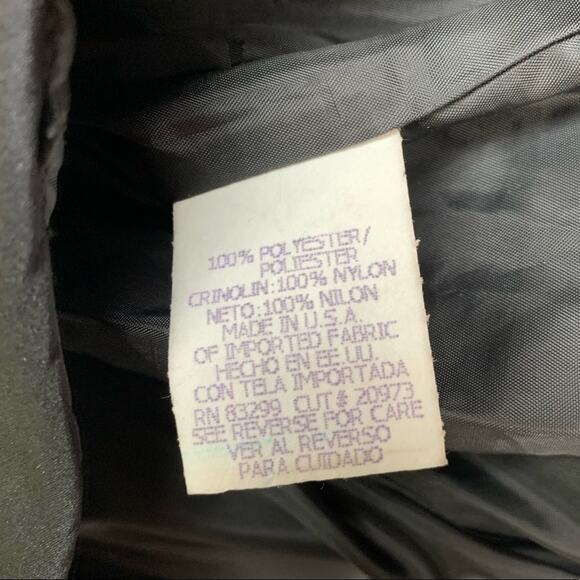 100% POLYESTER/
POLIESTER
CRINOLIN:100% NYLON
NETO:100% NILON
MADE IN U.S.A.
OF IMPORTED FABRIC
HECHO EN EE.UU.
CON TELA IMPORTADA
RN 83299 CUT# 20973
SEE REVERSE FOR CARE
VER AL REVERSO
PARA CUIDADO